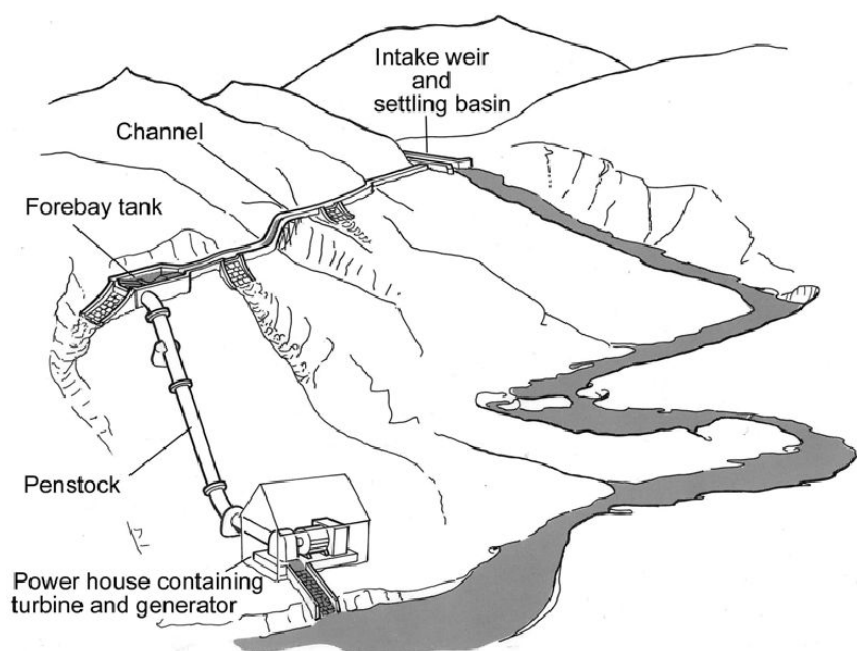 Intake weir
and
settling basin
Channel
Forebay tank
Penstock
Power house containing
turbine and generator